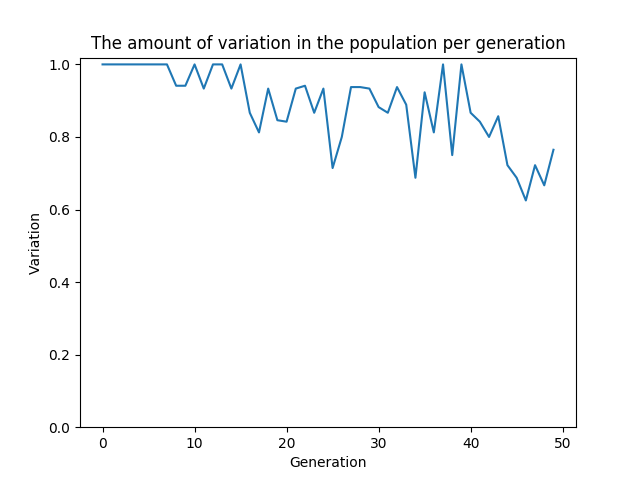 The amount of variation in the population per generation
1.0
0.8
0.6
0.4
0.2
0.0
Variation
0 10 20 30 40 50
Generation